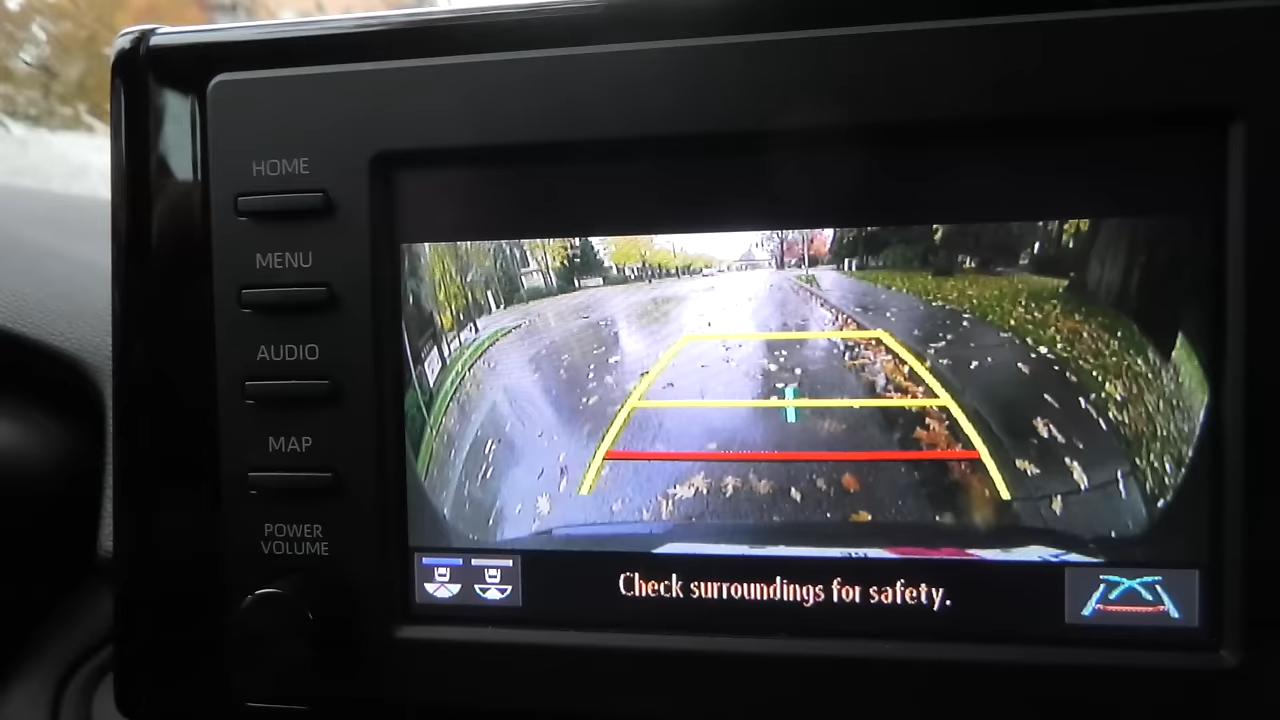 HOME
MENU
AUDIO
MAP
POWER
VOLUME
Check surroundings for safety.